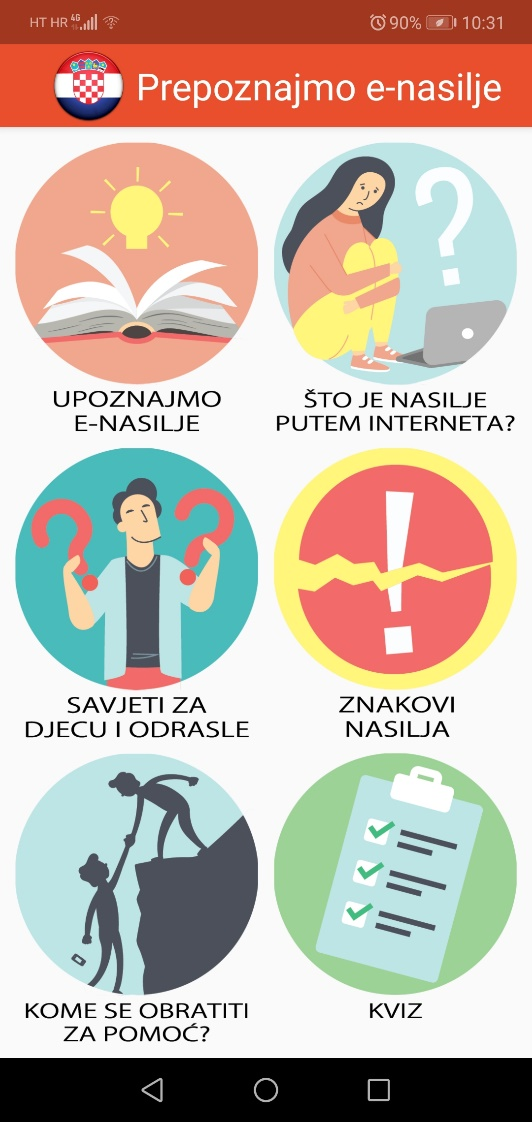 HT HR 4G 90% 10:31
Prepoznajmo e-nasilje
UPOZNAJMO
E-NASILJE
ŠTO JE NASILJE
PUTEM INTERNETA?
SAVJETI ZA
DJECU I ODRASLE
ZNAKOVI
NASILJA
KOME SE OBRATITI
ZA POMOĆ?
KVIZ